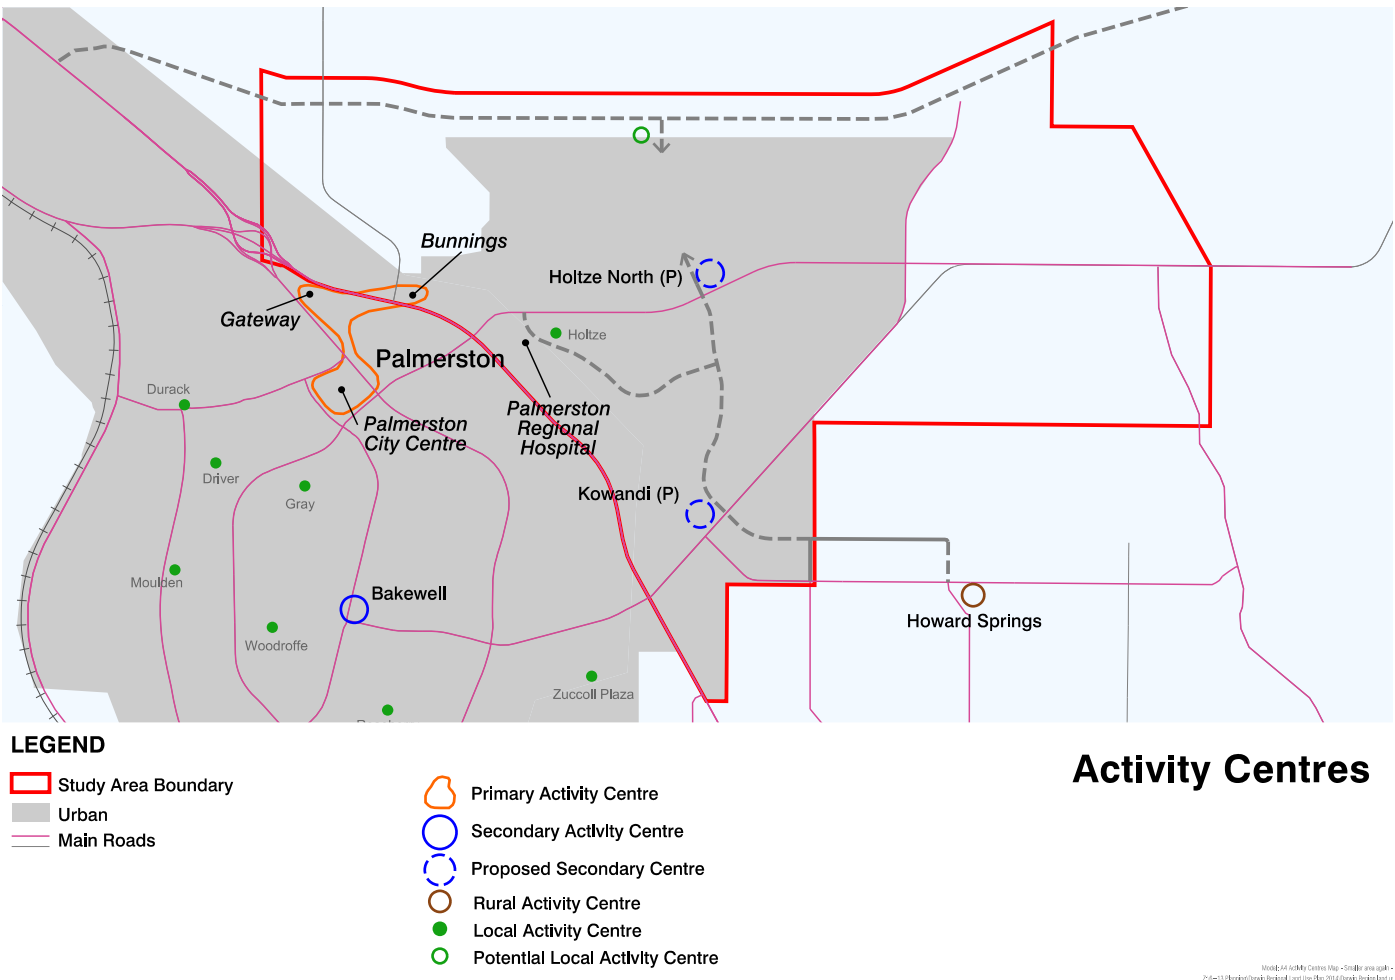 Bunnings
Holtze North (P)
Gateway
Holtze
Palmerston
Durack
Palmerston
Regional
Hospital
Palmerston
City Centre
Driver
Gray
Kowandi (P)
Moulden
Bakewell
Howard Springs
Woodroffe
Zuccoll Plaza
LEGEND
Study Area Boundary
Urban
Main Roads
Primary Activity Centre
Secondary Activity Centre
Proposed Secondary Centre
Rural Activity Centre
Local Activity Centre
Potential Local Activity Centre
Activity Centres